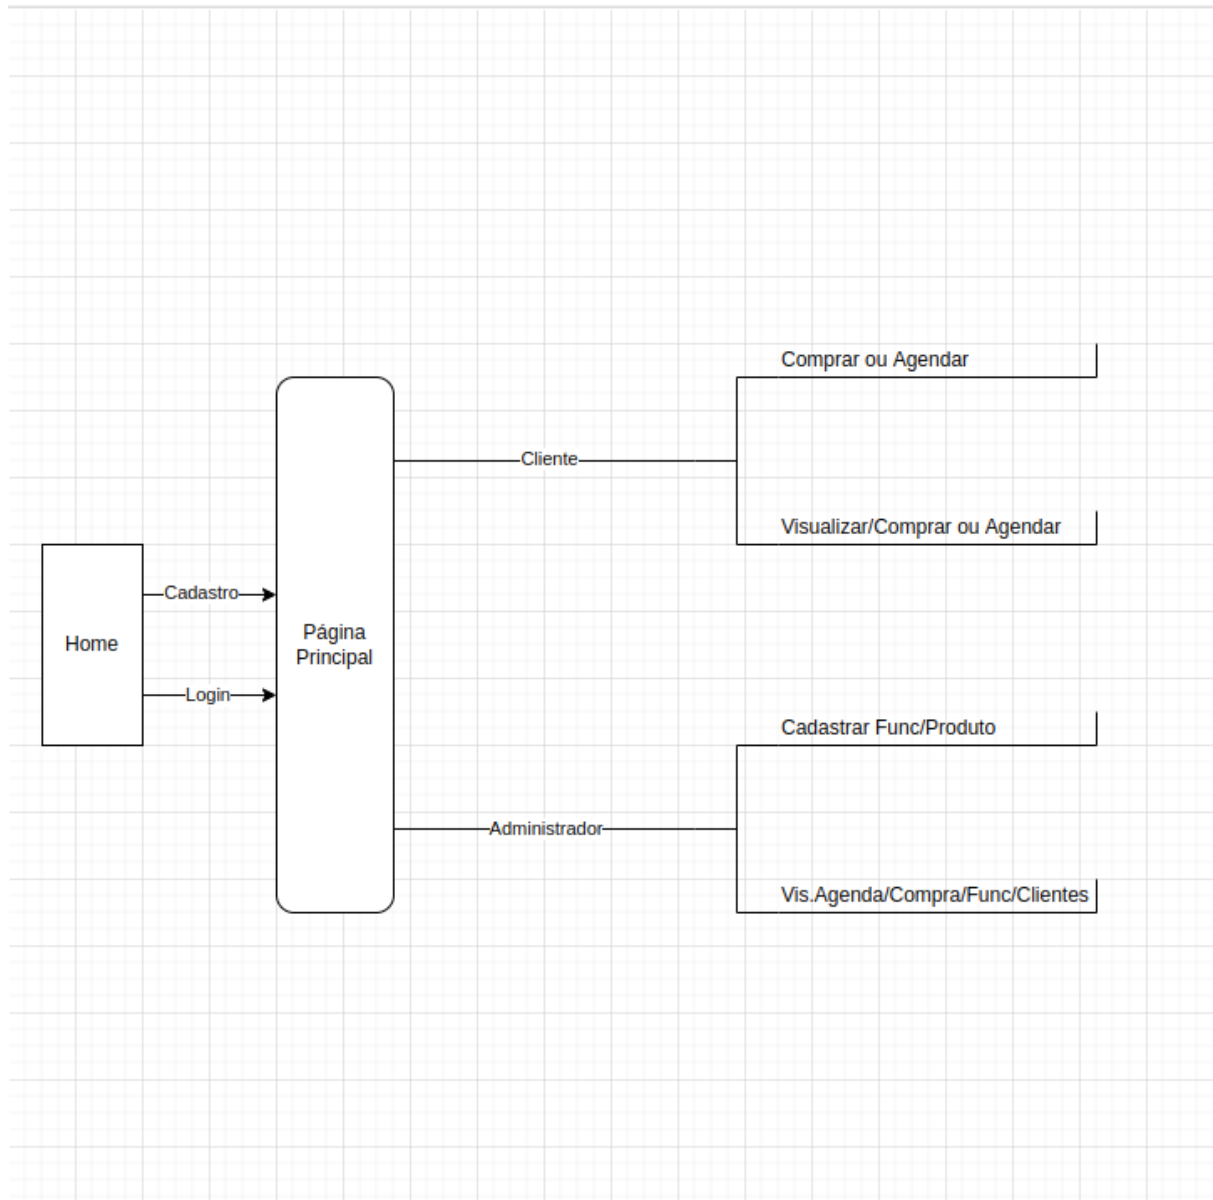 Comprar ou Agendar
Cliente
Visualizar/Comprar ou Agendar
Cadastro
Home
Página
Principal
Login
Cadastrar Func/Produto
Administrador
Vis.Agenda/Compra/Func/Clientes